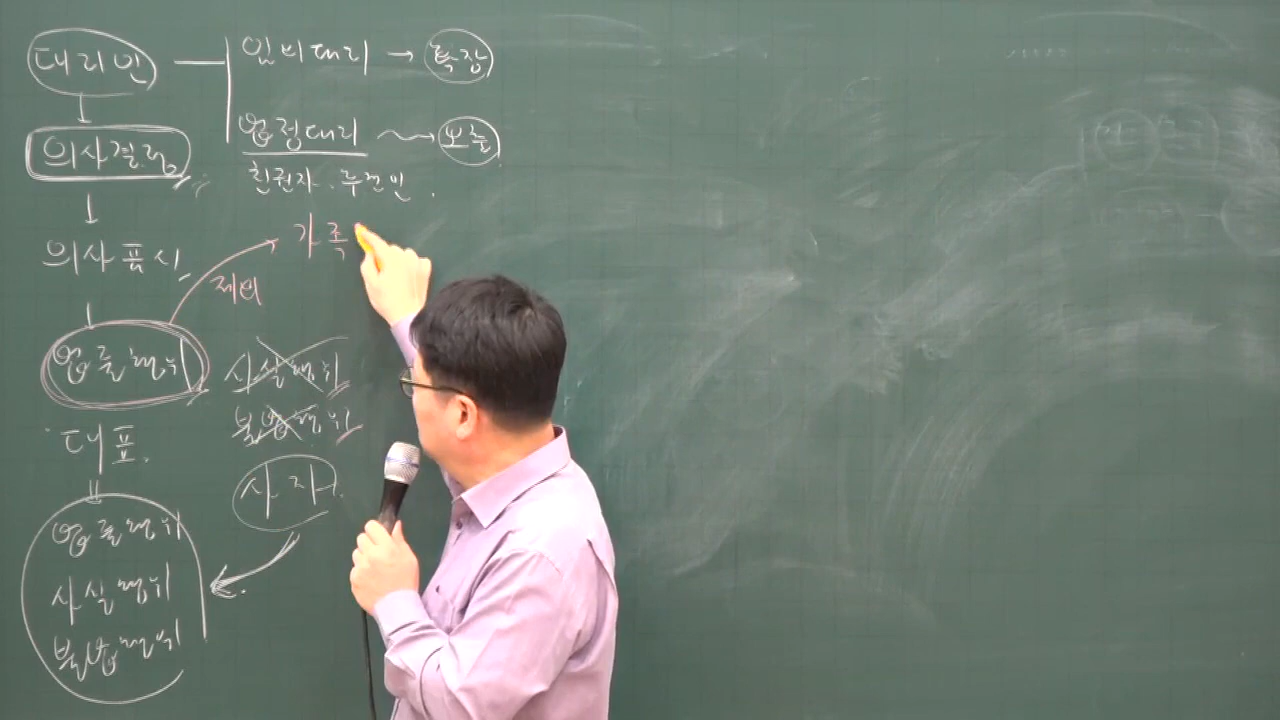 대리인
임의대리 → 확장
법정대리 → 보충
친권자. 후견인.
의사결정
의사표시
가족
제외
법률행위
사실행위
불법행위
대표.
사자
법률행위
사실행위
불법행위